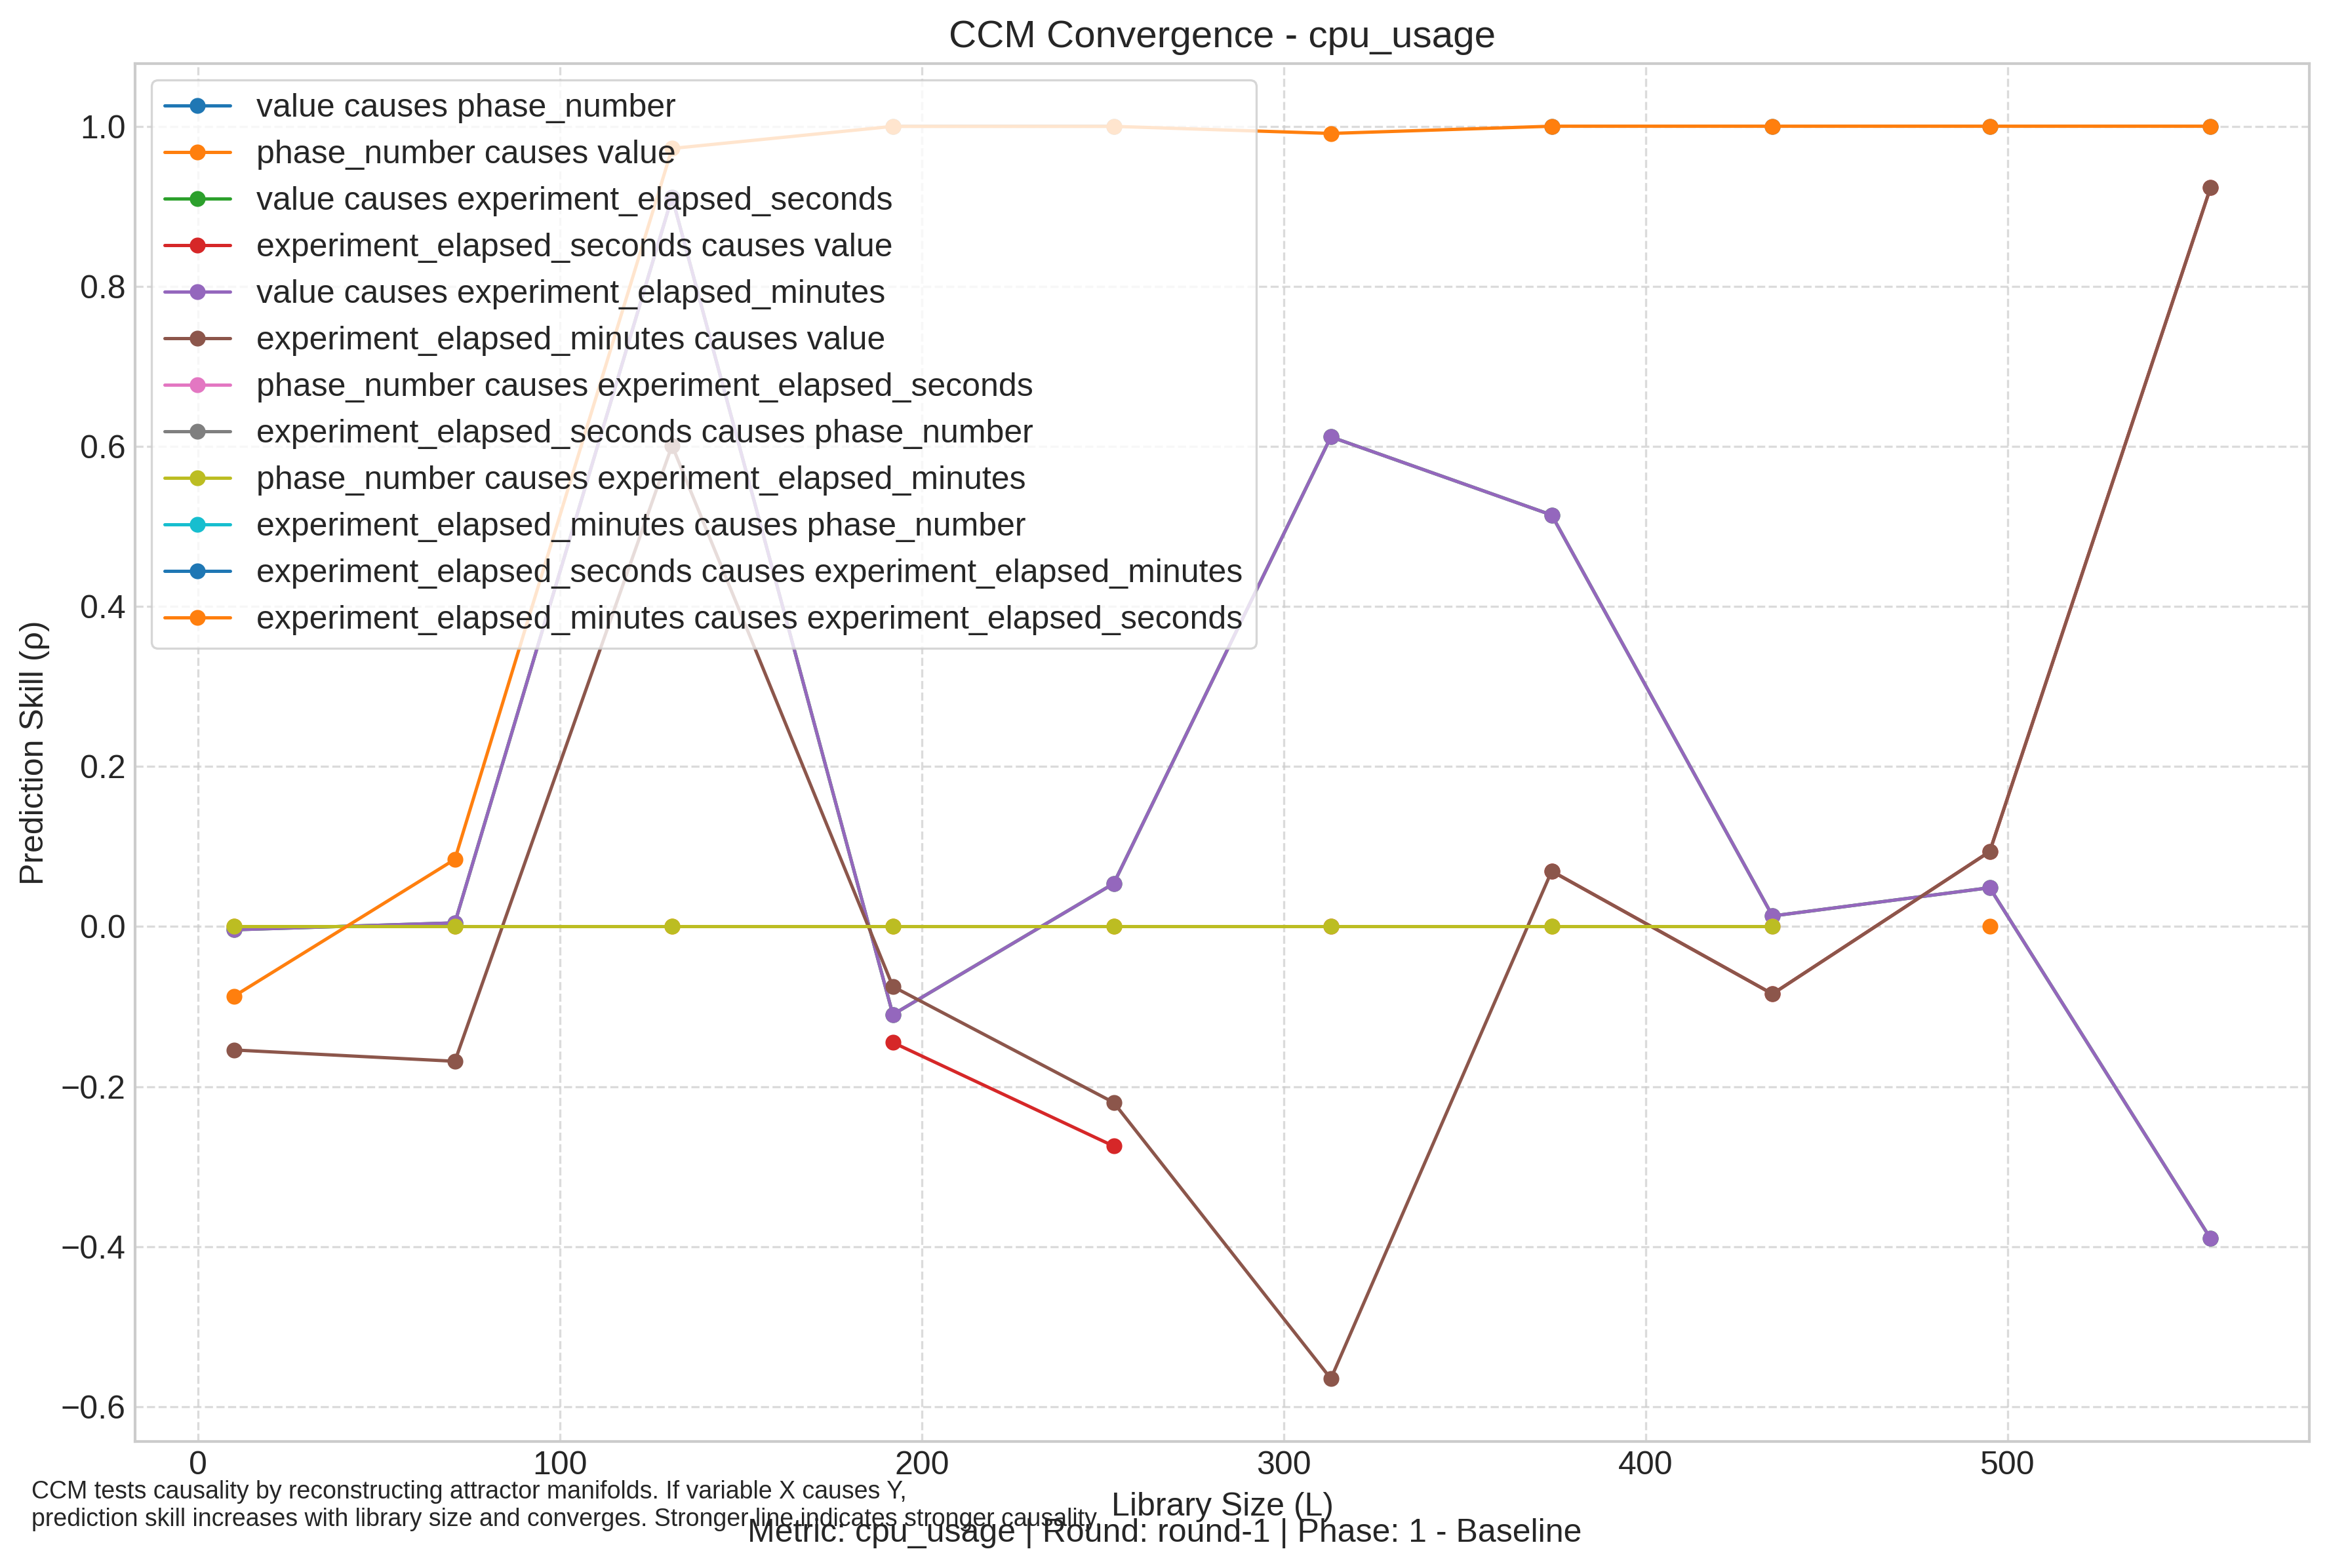 CCM Convergence - cpu_usage
value causes phase_number
phase_number causes value
value causes experiment_elapsed_seconds
experiment_elapsed_seconds causes value
value causes experiment_elapsed_minutes
experiment_elapsed_minutes causes value
phase_number causes experiment_elapsed_seconds
experiment_elapsed_seconds causes phase_number
phase_number causes experiment_elapsed_minutes
experiment_elapsed_minutes causes phase_number
experiment_elapsed_seconds causes experiment_elapsed_minutes
experiment_elapsed_minutes causes experiment_elapsed_seconds
Prediction Skill (ρ)
1.0
0.8
0.6
0.4
0.2
0.0
−0.2
−0.4
−0.6
0 100 200 300 400 500
Library Size (L)
CCM tests causality by reconstructing attractor manifolds. If variable X causes Y,
prediction skill increases with library size and converges. Stronger line indicates stronger causality.
Metric: cpu_usage | Round: round-1 | Phase: 1 - Baseline